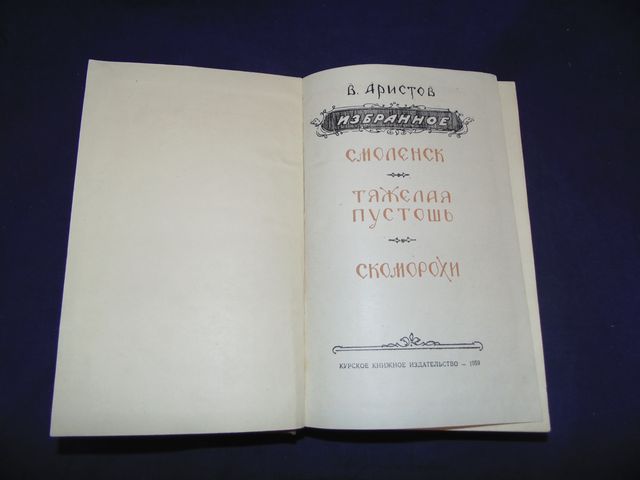 В. Аристов
ИЗБРАННОЕ
СМОЛЕНСК
ТЯЖЕЛАЯ
ПУСТОШЬ
СКОМОРОХИ
КУРСКОЕ КНИЖНОЕ ИЗДАТЕЛЬСТВО — 1959